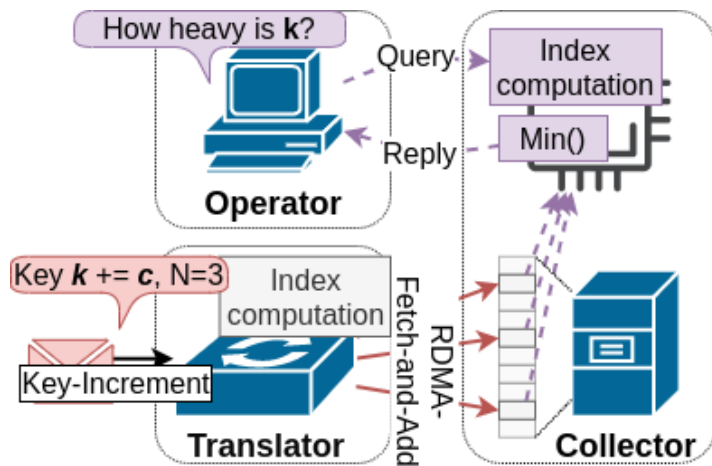 How heavy is k?
Query
Index
computation
Min()
Reply
Operator
Key k += c, N=3
Index
computation
Key-Increment
RDMA-
Fetch-and-Add
Translator
Collector